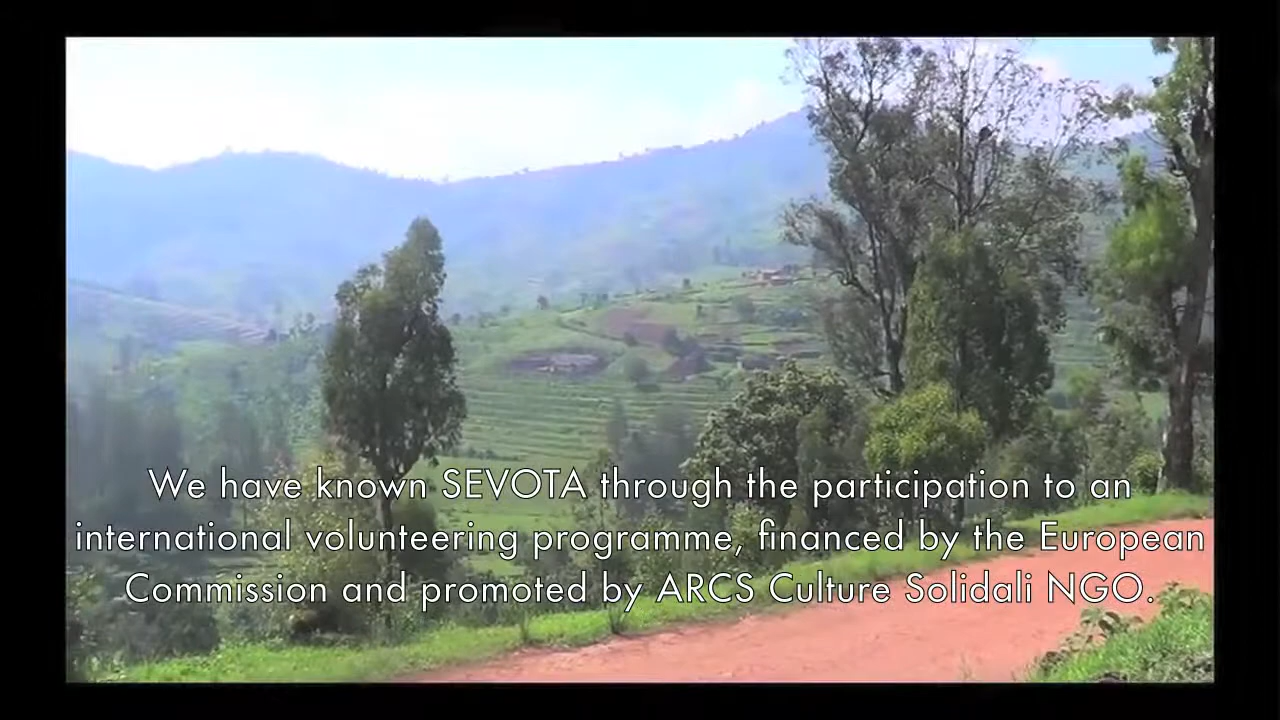 We have known SEVOTA through the participation to an
international volunteering programme, financed by the European
Commission and promoted by ARCS Culture Solidali NGO.